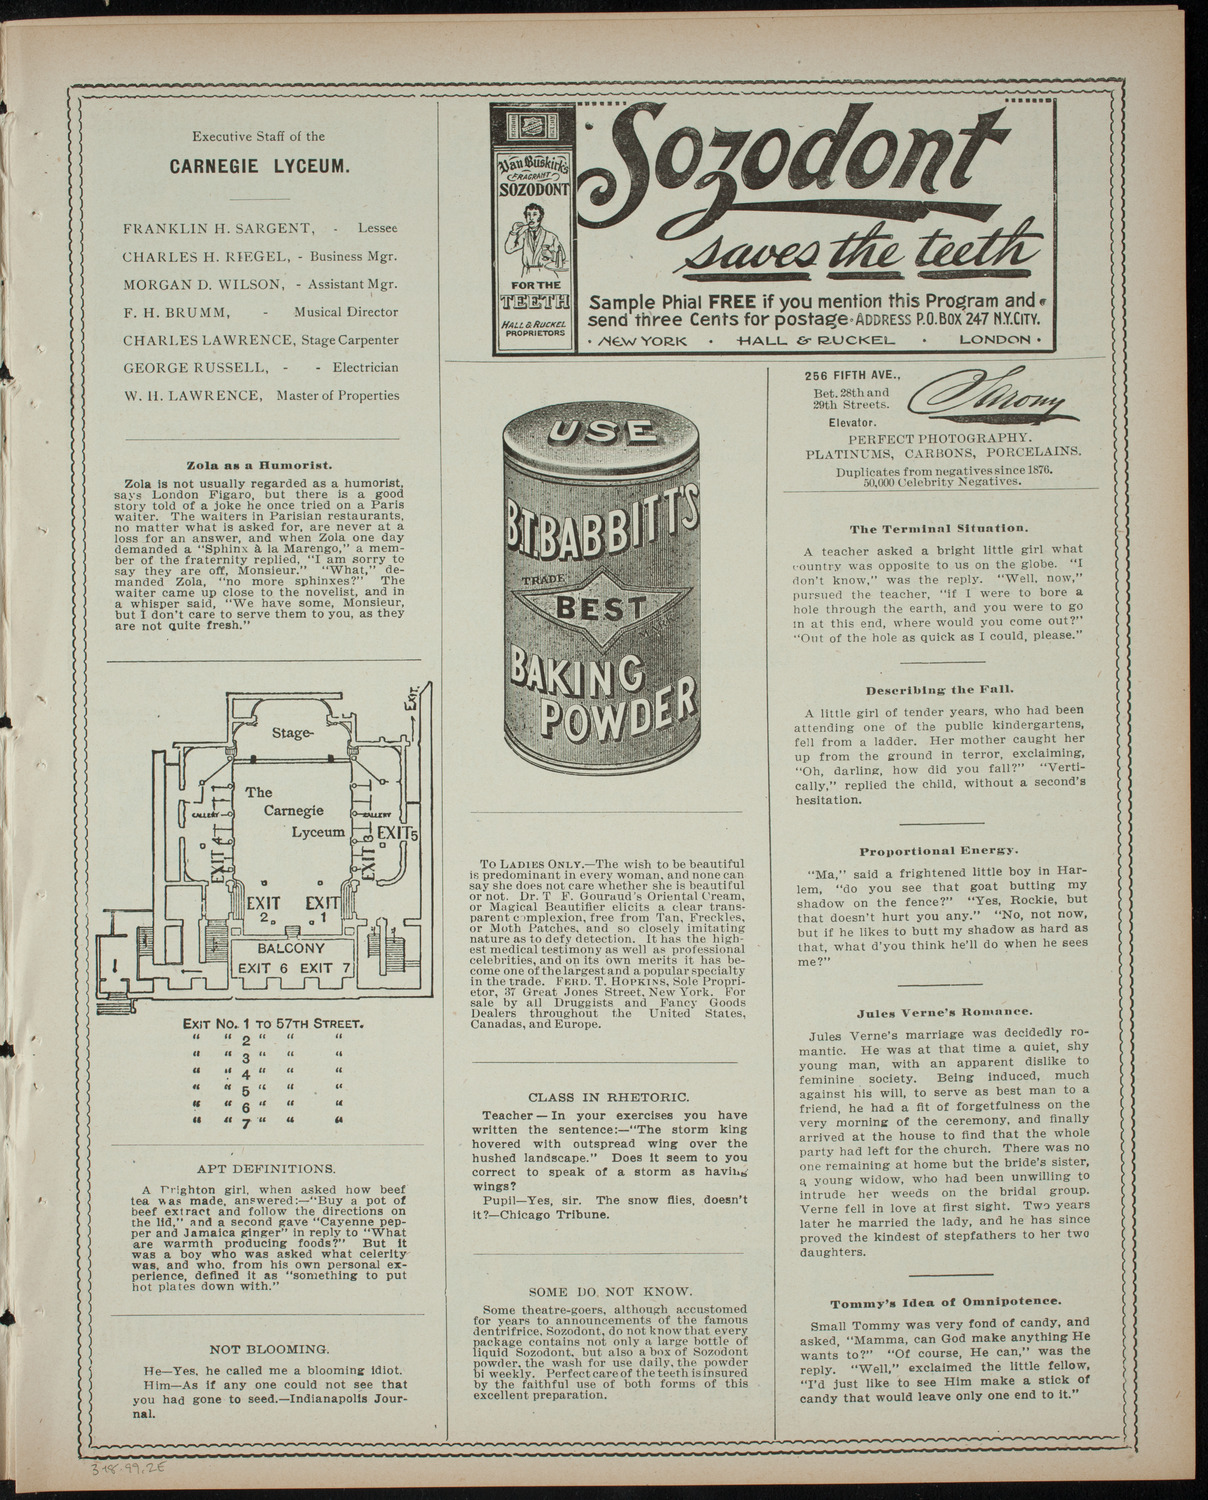 Executive Staff of the
CARNEGIE LYCEUM.
FRANKLIN H. SARGENT, - Lessee
CHARLES H. RIEGEL, - Business Mgr.
MORGAN D. WILSON, - Assistant Mgr.
F. H. BRUMM, - Musical Director
CHARLES LAWRENCE, Stage Carpenter
GEORGE RUSSELL, - - Electrician
W. H. LAWRENCE, Master of Properties
Zola as a Humorist.
Zola is not usually regarded as a humorist,
says London Figaro, but there is a good
story told of a joke he once tried on a Paris
waiter. The waiters in Parisian restaurants,
no matter what is asked for, are never at a
loss for an answer, and when Zola one day
demanded a "Sphinx à la Marengo," a mem-
ber of the fraternity replied, "I am sorry to
say they are off, Monsieur." "What," de-
manded Zola, "no more sphinxes?" The
waiter came up close to the novelist, and in
a whisper said, "We have some, Monsieur,
but I don't care to serve them to you, as they
are not quite fresh."
EXIT.
Stage-
The
Carnegie
Lyceum
GALLERY
GALLERY
EXIT 4
EXIT 3
EXIT 5
EXIT 2.
EXIT 1
BALCONY
EXIT 6 EXIT 7
EXIT NO. 1 TO 57TH STREET.
" " 2 " " "
" " 3 " " "
" " 4 " " "
" " 5 " " "
" " 6 " " "
" " 7 " " "
APT DEFINITIONS.
A Brighton girl, when asked how beef
tea was made, answered:—"Buy a pot of
beef extract and follow the directions on
the lid," and a second gave "Cayenne pep-
per and Jamaica ginger" in reply to "What
are warmth producing foods?" But it
was a boy who was asked what celerity
was, and who, from his own personal ex-
perience, defined it as "something to put
hot plates down with."
NOT BLOOMING.
He—Yes, he called me a blooming idiot.
Him—As if any one could not see that
you had gone to seed.—Indianapolis Jour-
nal.
3-18-99, 2E
Van Buskirk's
FRAGRANT
SOZODONT
FOR THE
TEETH
HALL & RUCKEL
PROPRIETORS
Sozodont
saves the teeth
Sample Phial FREE if you mention this Program and
send three Cents for postage · ADDRESS P.O. BOX 247 N.Y. CITY.
· NEW YORK · HALL & RUCKEL · LONDON ·
USE
B.T. BABBITT'S
TRADE
BEST
MARK
BAKING
POWDER
TO LADIES ONLY.—The wish to be beautiful
is predominant in every woman, and none can
say she does not care whether she is beautiful
or not. Dr. T F. Gouraud's Oriental Cream,
or Magical Beautifier elicits a clear trans-
parent complexion, free from Tan, Freckles,
or Moth Patches, and so closely imitating
nature as to defy detection. It has the high-
est medical testimony as well as professional
celebrities, and on its own merits it has be-
come one of the largest and a popular specialty
in the trade. FERD. T. HOPKINS, Sole Propri-
etor, 37 Great Jones Street, New York. For
sale by all Druggists and Fancy Goods
Dealers throughout the United States,
Canadas, and Europe.
CLASS IN RHETORIC.
Teacher—In your exercises you have
written the sentence:—"The storm king
hovered with outspread wing over the
hushed landscape." Does it seem to you
correct to speak of a storm as having
wings?
Pupil—Yes, sir. The snow flies, doesn't
it?—Chicago Tribune.
SOME DO NOT KNOW.
Some theatre-goers, although accustomed
for years to announcements of the famous
dentrifrice, Sozodont, do not know that every
package contains not only a large bottle of
liquid Sozodont, but also a box of Sozodont
powder, the wash for use daily, the powder
bi weekly. Perfect care of the teeth is insured
by the faithful use of both forms of this
excellent preparation.
256 FIFTH AVE.,
Bet. 28th and
29th Streets.
Elevator.
Sarony
PERFECT PHOTOGRAPHY.
PLATINUMS, CARBONS, PORCELAINS.
Duplicates from negatives since 1876.
50,000 Celebrity Negatives.
The Terminal Situation.
A teacher asked a bright little girl what
country was opposite to us on the globe. "I
don't know," was the reply. "Well, now,"
pursued the teacher, "if I were to bore a
hole through the earth, and you were to go
in at this end, where would you come out?"
"Out of the hole as quick as I could, please."
Describing the Fall.
A little girl of tender years, who had been
attending one of the public kindergartens,
fell from a ladder. Her mother caught her
up from the ground in terror, exclaiming,
"Oh, darling, how did you fall?" "Verti-
cally," replied the child, without a second's
hesitation.
Proportional Energy.
"Ma," said a frightened little boy in Har-
lem, "do you see that goat butting my
shadow on the fence?" "Yes, Rockie, but
that doesn't hurt you any." "No, not now,
but if he likes to butt my shadow as hard as
that, what d'you think he'll do when he sees
me?"
Jules Verne's Romance.
Jules Verne's marriage was decidedly ro-
mantic. He was at that time a quiet, shy
young man, with an apparent dislike to
feminine society. Being induced, much
against his will, to serve as best man to a
friend, he had a fit of forgetfulness on the
very morning of the ceremony, and finally
arrived at the house to find that the whole
party had left for the church. There was no
one remaining at home but the bride's sister,
a young widow, who had been unwilling to
intrude her weeds on the bridal group.
Verne fell in love at first sight. Two years
later he married the lady, and he has since
proved the kindest of stepfathers to her two
daughters.
Tommy's Idea of Omnipotence.
Small Tommy was very fond of candy, and
asked, "Mamma, can God make anything He
wants to?" "Of course, He can," was the
reply. "Well," exclaimed the little fellow,
"I'd just like to see Him make a stick of
candy that would leave only one end to it."